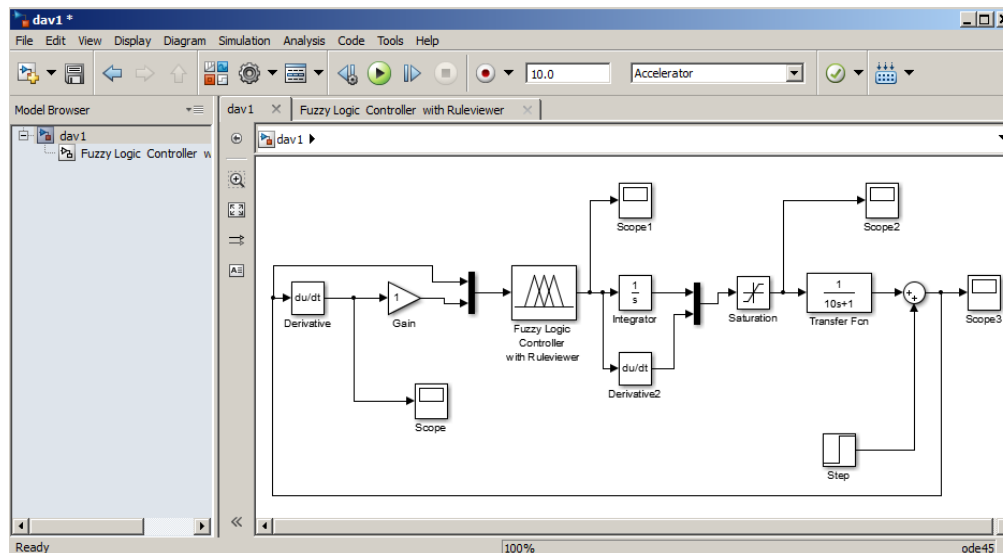 dav1 *
File Edit View Display Diagram Simulation Analysis Code Tools Help
10.0 Accelerator
Model Browser
dav1
Fuzzy Logic Controller w
dav1
Fuzzy Logic Controller with Ruleviewer
dav1
Scope1
Scope2
du/dt
Derivative
1
Gain
Fuzzy Logic
Controller
with Ruleviewer
1
s
Integrator
Saturation
1
10s+1
Transfer Fcn
Scope3
du/dt
Derivative2
Scope
Step
Ready 100% ode45